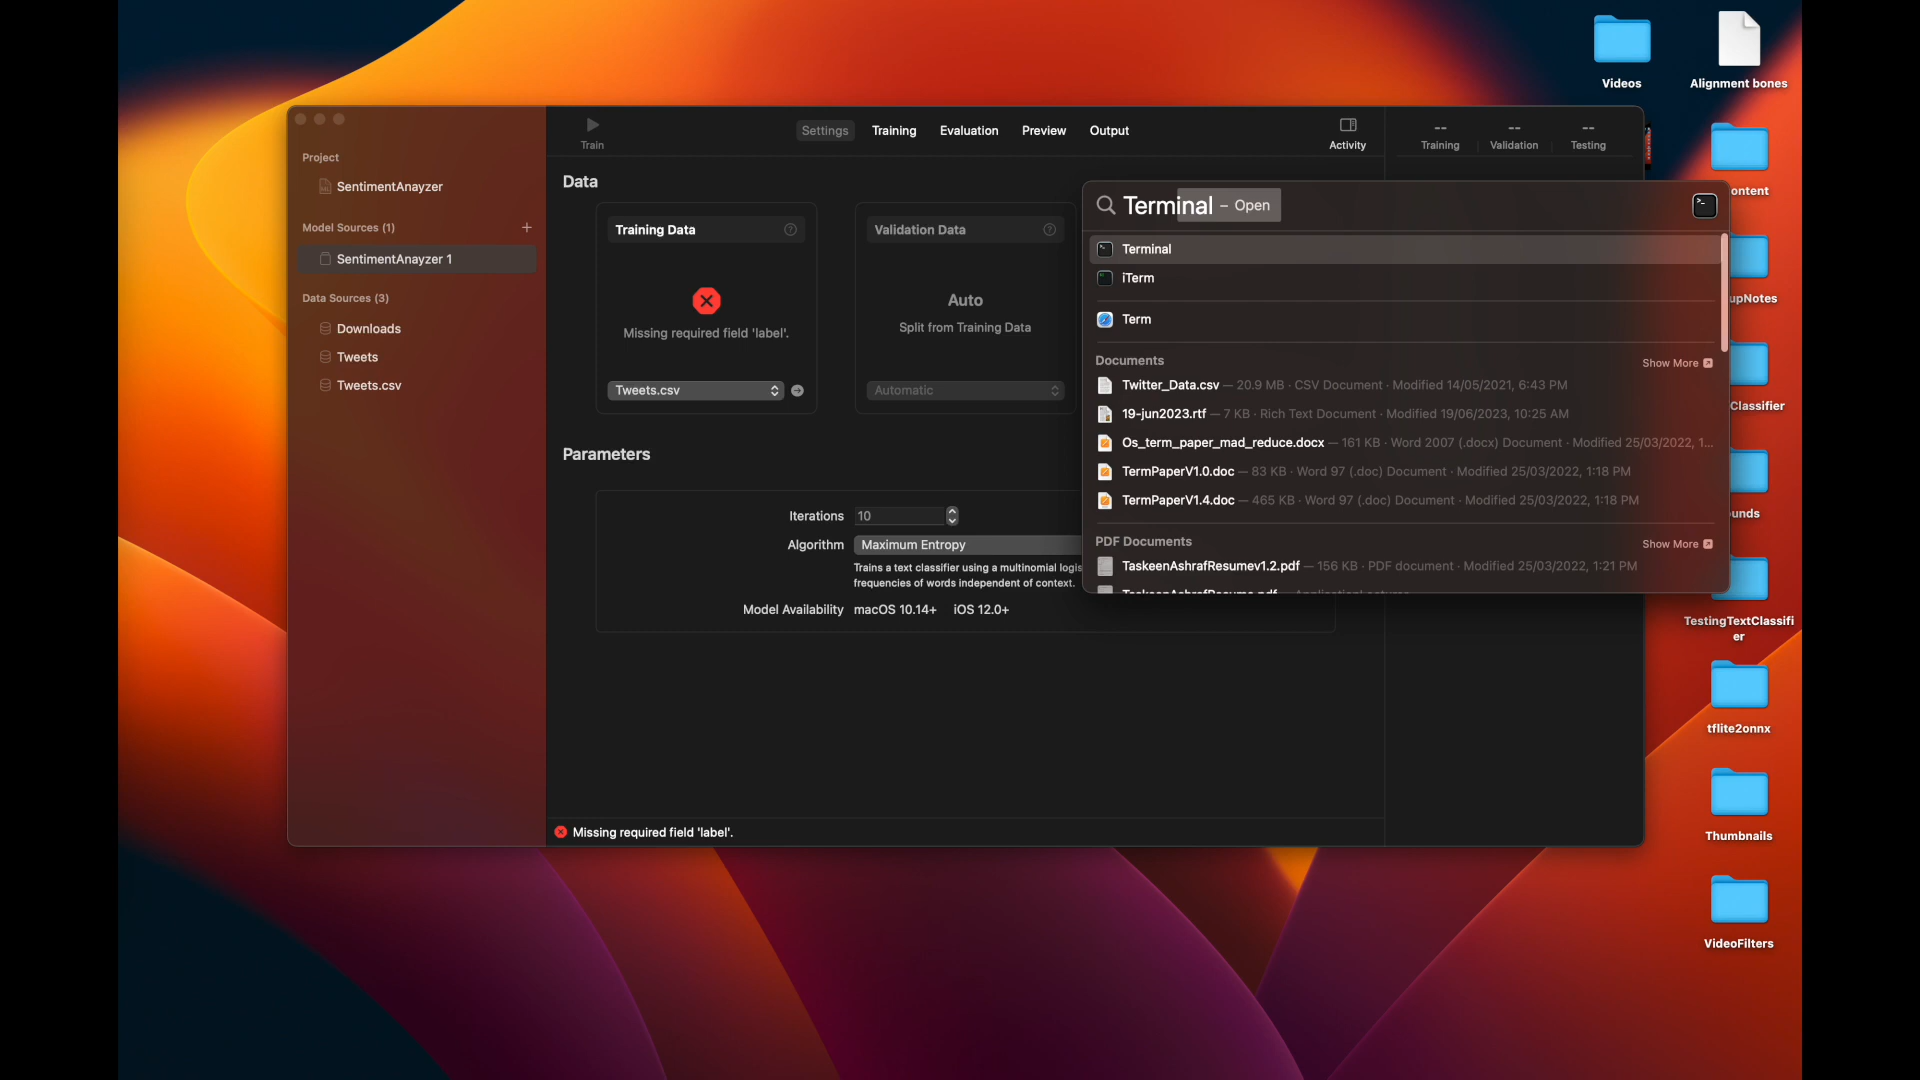 Videos
Alignment bones
Train
Settings
Training
Evaluation
Preview
Output
Activity
--
--
--
Training
Validation
Testing
Project
SentimentAnayzer
Model Sources (1)
+
SentimentAnayzer 1
Data Sources (3)
Downloads
Tweets
Tweets.csv
Data
Training Data
?
Missing required field 'label'.
Tweets.csv
Validation Data
?
Auto
Split from Training Data
Automatic
Parameters
Iterations 10
Algorithm Maximum Entropy
Trains a text classifier using a multinomial logis
frequencies of words independent of context.
Model Availability macOS 10.14+ iOS 12.0+
Missing required field 'label'.
Terminal – Open
Terminal
iTerm
Term
Documents
Show More
Twitter_Data.csv — 20.9 MB · CSV Document · Modified 14/05/2021, 6:43 PM
19-jun2023.rtf — 7 KB · Rich Text Document · Modified 19/06/2023, 10:25 AM
Os_term_paper_mad_reduce.docx — 161 KB · Word 2007 (.docx) Document · Modified 25/03/2022, 1...
TermPaperV1.0.doc — 83 KB · Word 97 (.doc) Document · Modified 25/03/2022, 1:18 PM
TermPaperV1.4.doc — 465 KB · Word 97 (.doc) Document · Modified 25/03/2022, 1:18 PM
PDF Documents
Show More
TaskeenAshrafResumev1.2.pdf — 156 KB · PDF document · Modified 25/03/2022, 1:21 PM
ontent
upNotes
Classifier
unds
TestingTextClassifi
er
tflite2onnx
Thumbnails
VideoFilters